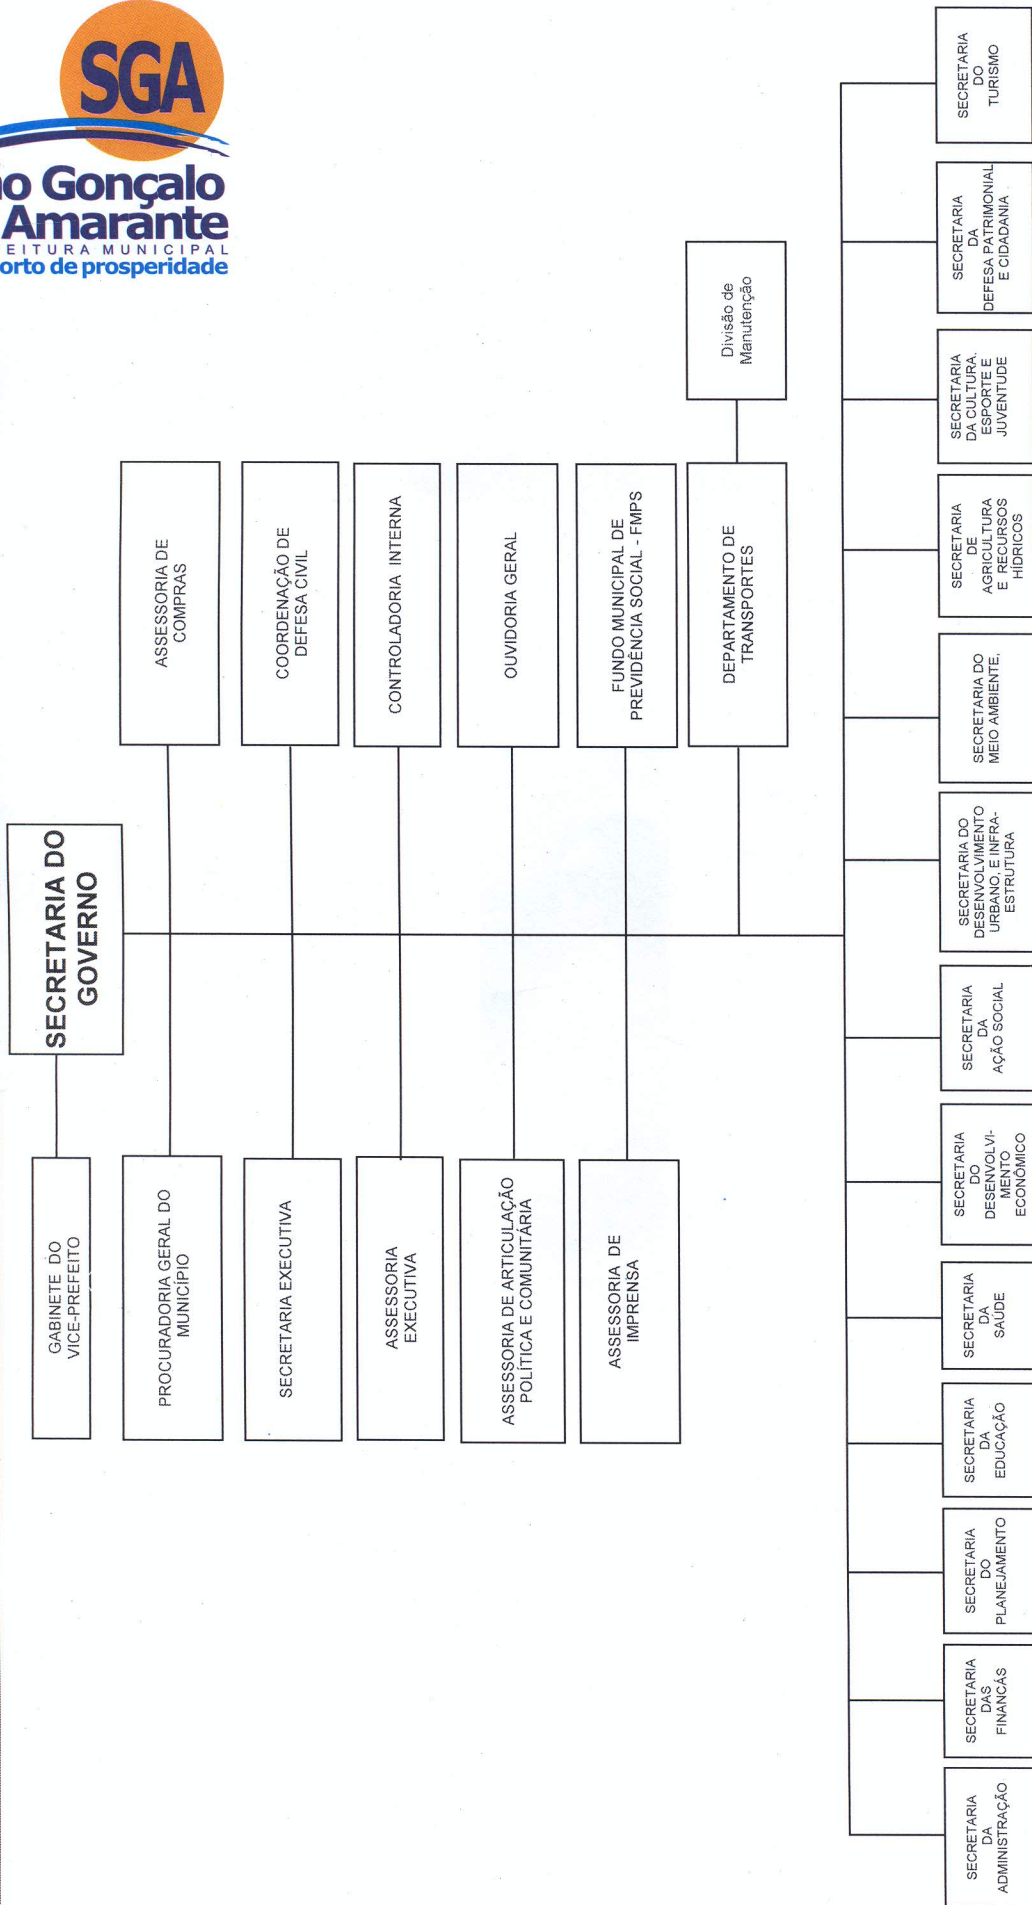 SGA
o Gonçalo
Amarante
EITURA MUNICIPAL
orto de prosperidade
SECRETARIA DO
GOVERNO
GABINETE DO
VICE-PREFEITO
PROCURADORIA GERAL DO
MUNICÍPIO
ASSESSORIA DE
COMPRAS
SECRETARIA EXECUTIVA
COORDENAÇÃO DE
DEFESA CIVIL
ASSESSORIA
EXECUTIVA
CONTROLADORIA INTERNA
ASSESSORIA DE ARTICULAÇÃO
POLÍTICA E COMUNITÁRIA
OUVIDORIA GERAL
ASSESSORIA DE
IMPRENSA
FUNDO MUNICIPAL DE
PREVIDÊNCIA SOCIAL - FMPS
DEPARTAMENTO DE
TRANSPORTES
Divisão de
Manutenção
SECRETARIA
DA
ADMINISTRAÇÃO
SECRETARIA
DAS
FINANCÁS
SECRETARIA
DO
PLANEJAMENTO
SECRETARIA
DA
EDUCAÇÃO
SECRETARIA
DA
SAÚDE
SECRETARIA
DO
DESENVOLVI-
MENTO
ECONÔMICO
SECRETARIA
DA
AÇÃO SOCIAL
SECRETARIA DO
DESENVOLVIMENTO
URBANO, E INFRA-
ESTRUTURA
SECRETARIA DO
MEIO AMBIENTE,
SECRETARIA
DE
AGRICULTURA
E RECURSOS
HÍDRICOS
SECRETARIA
DA CULTURA,
ESPORTE E
JUVENTUDE
SECRETARIA
DA
DEFESA PATRIMONIAL
E CIDADANIA
SECRETARIA
DO
TURISMO